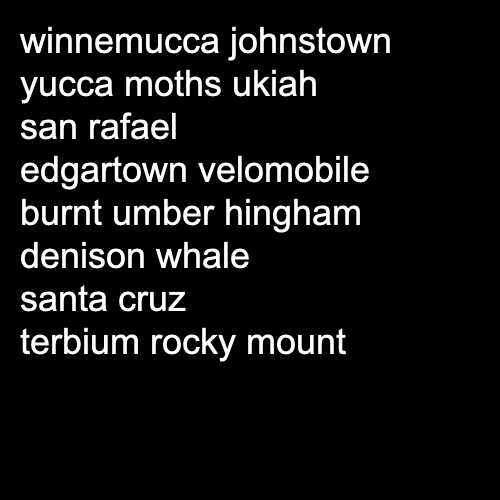 winnemucca johnstown
yucca moths ukiah
san rafael
edgartown velomobile
burnt umber hingham
denison whale
santa cruz
terbium rocky mount